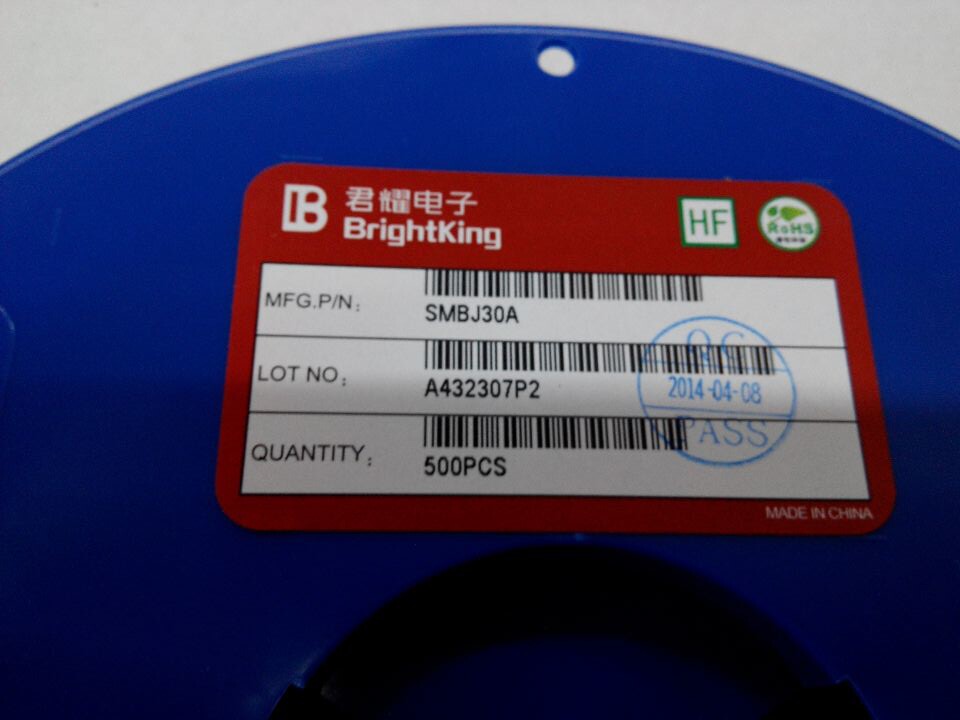 B
君耀电子
BrightKing
HF
RoHS
MFG.P/N:
SMBJ30A
LOT NO:
A432307P2
QUANTITY:
500PCS
QC
2014-04-08
PASS
MADE IN CHINA